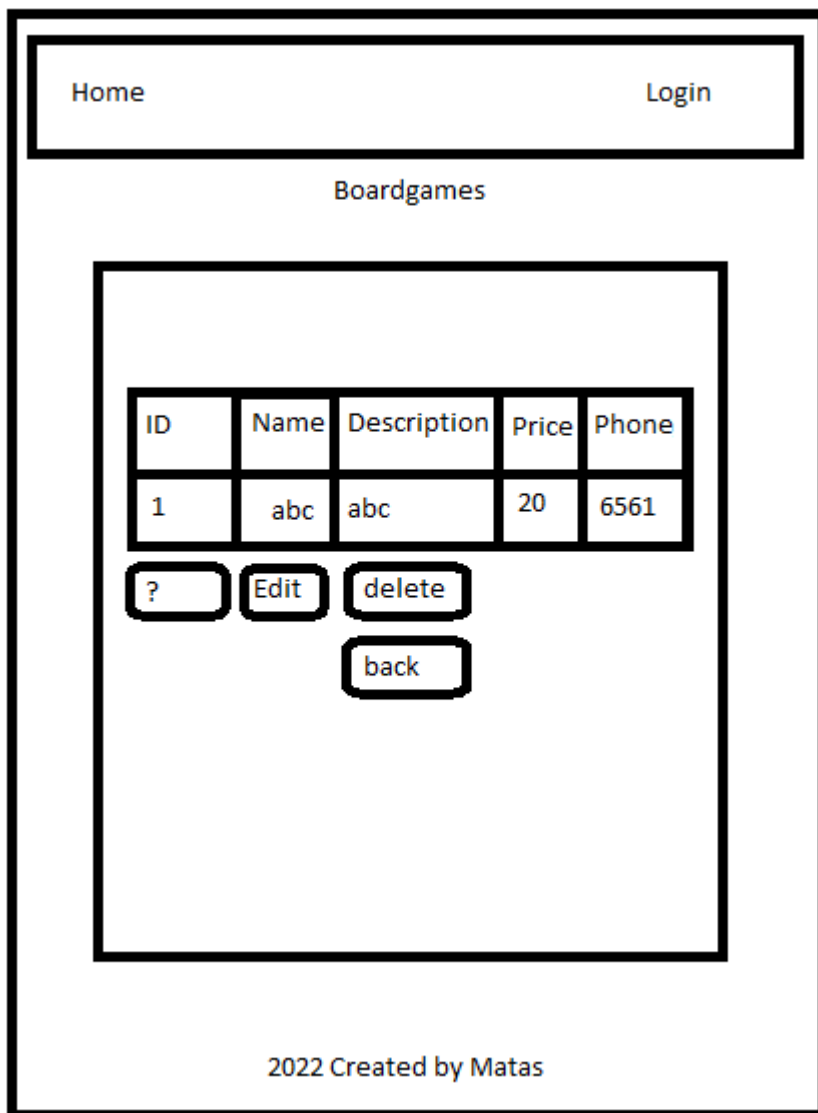 Home Login
Boardgames
ID Name Description Price Phone
1 abc abc 20 6561
? Edit delete
back
2022 Created by Matas